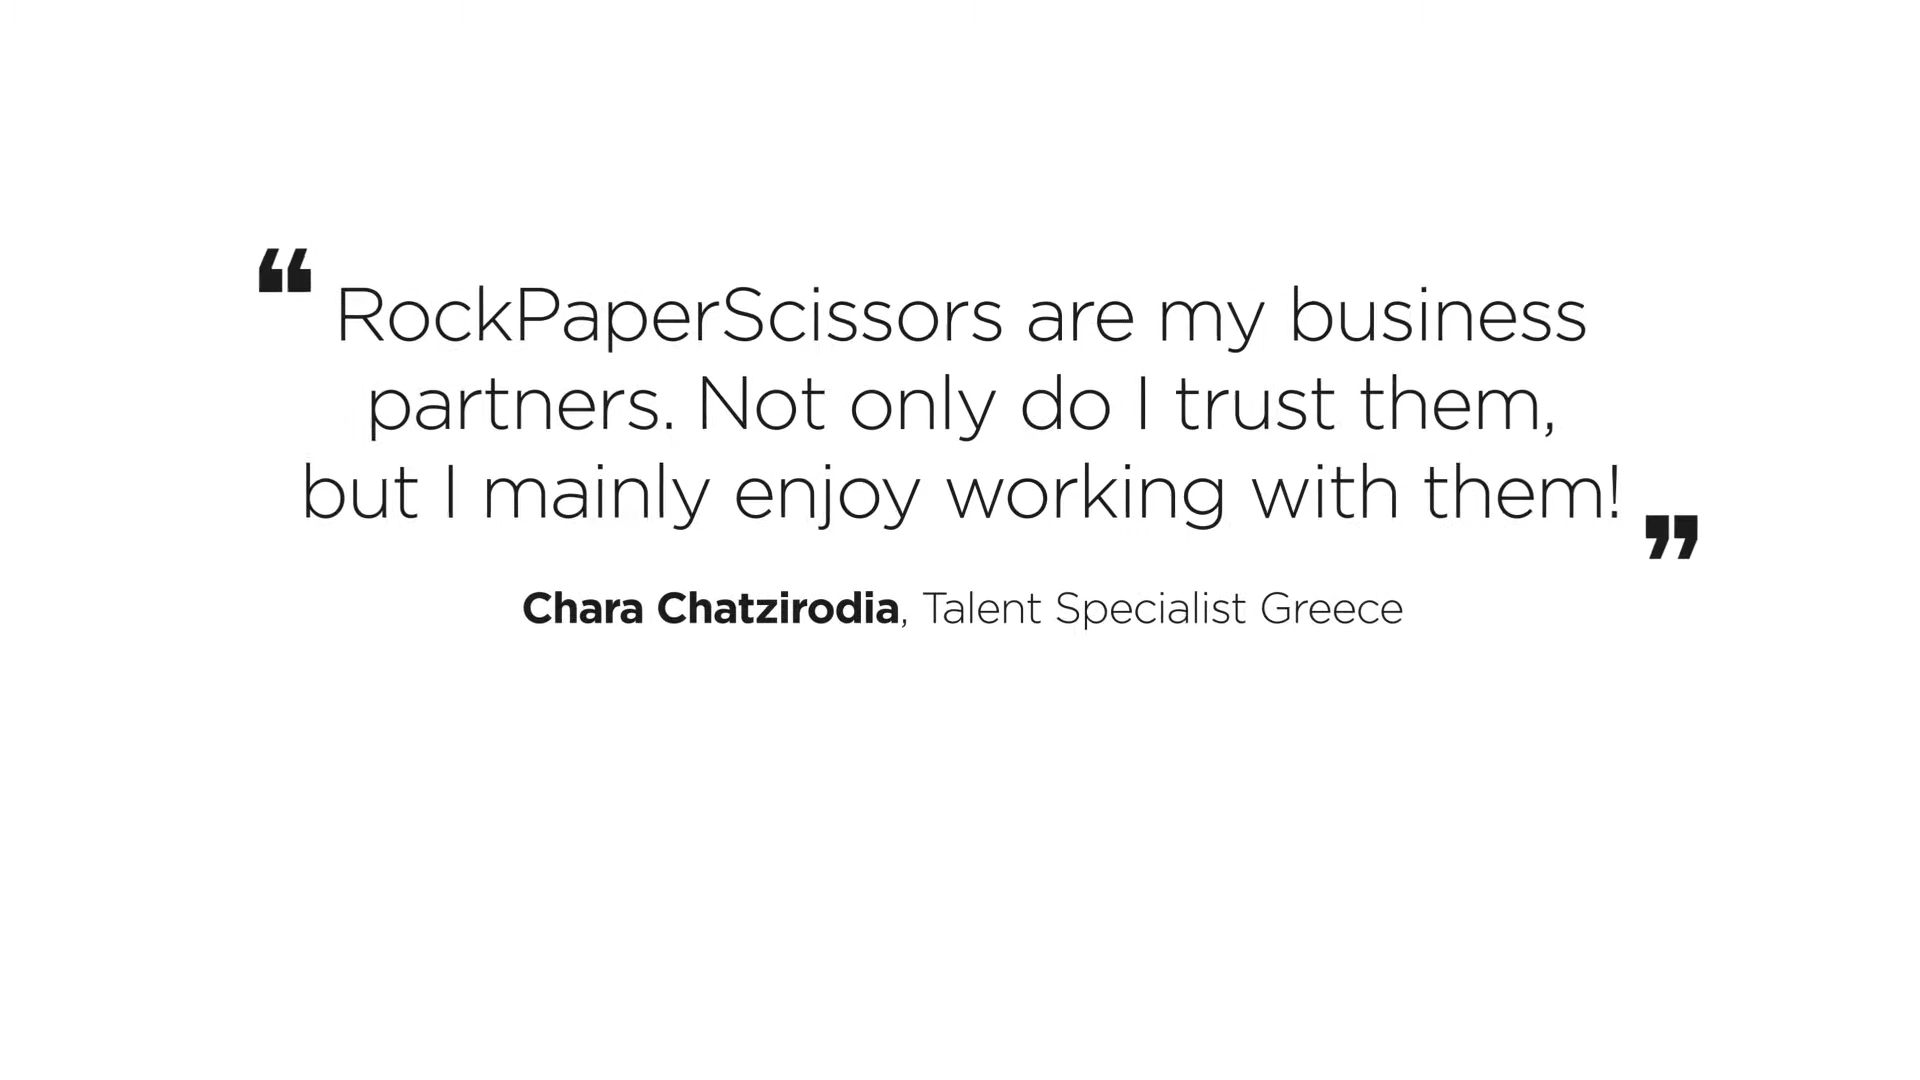 “ RockPaperScissors are my business
partners. Not only do I trust them,
but I mainly enjoy working with them! ”
Chara Chatzirodia, Talent Specialist Greece